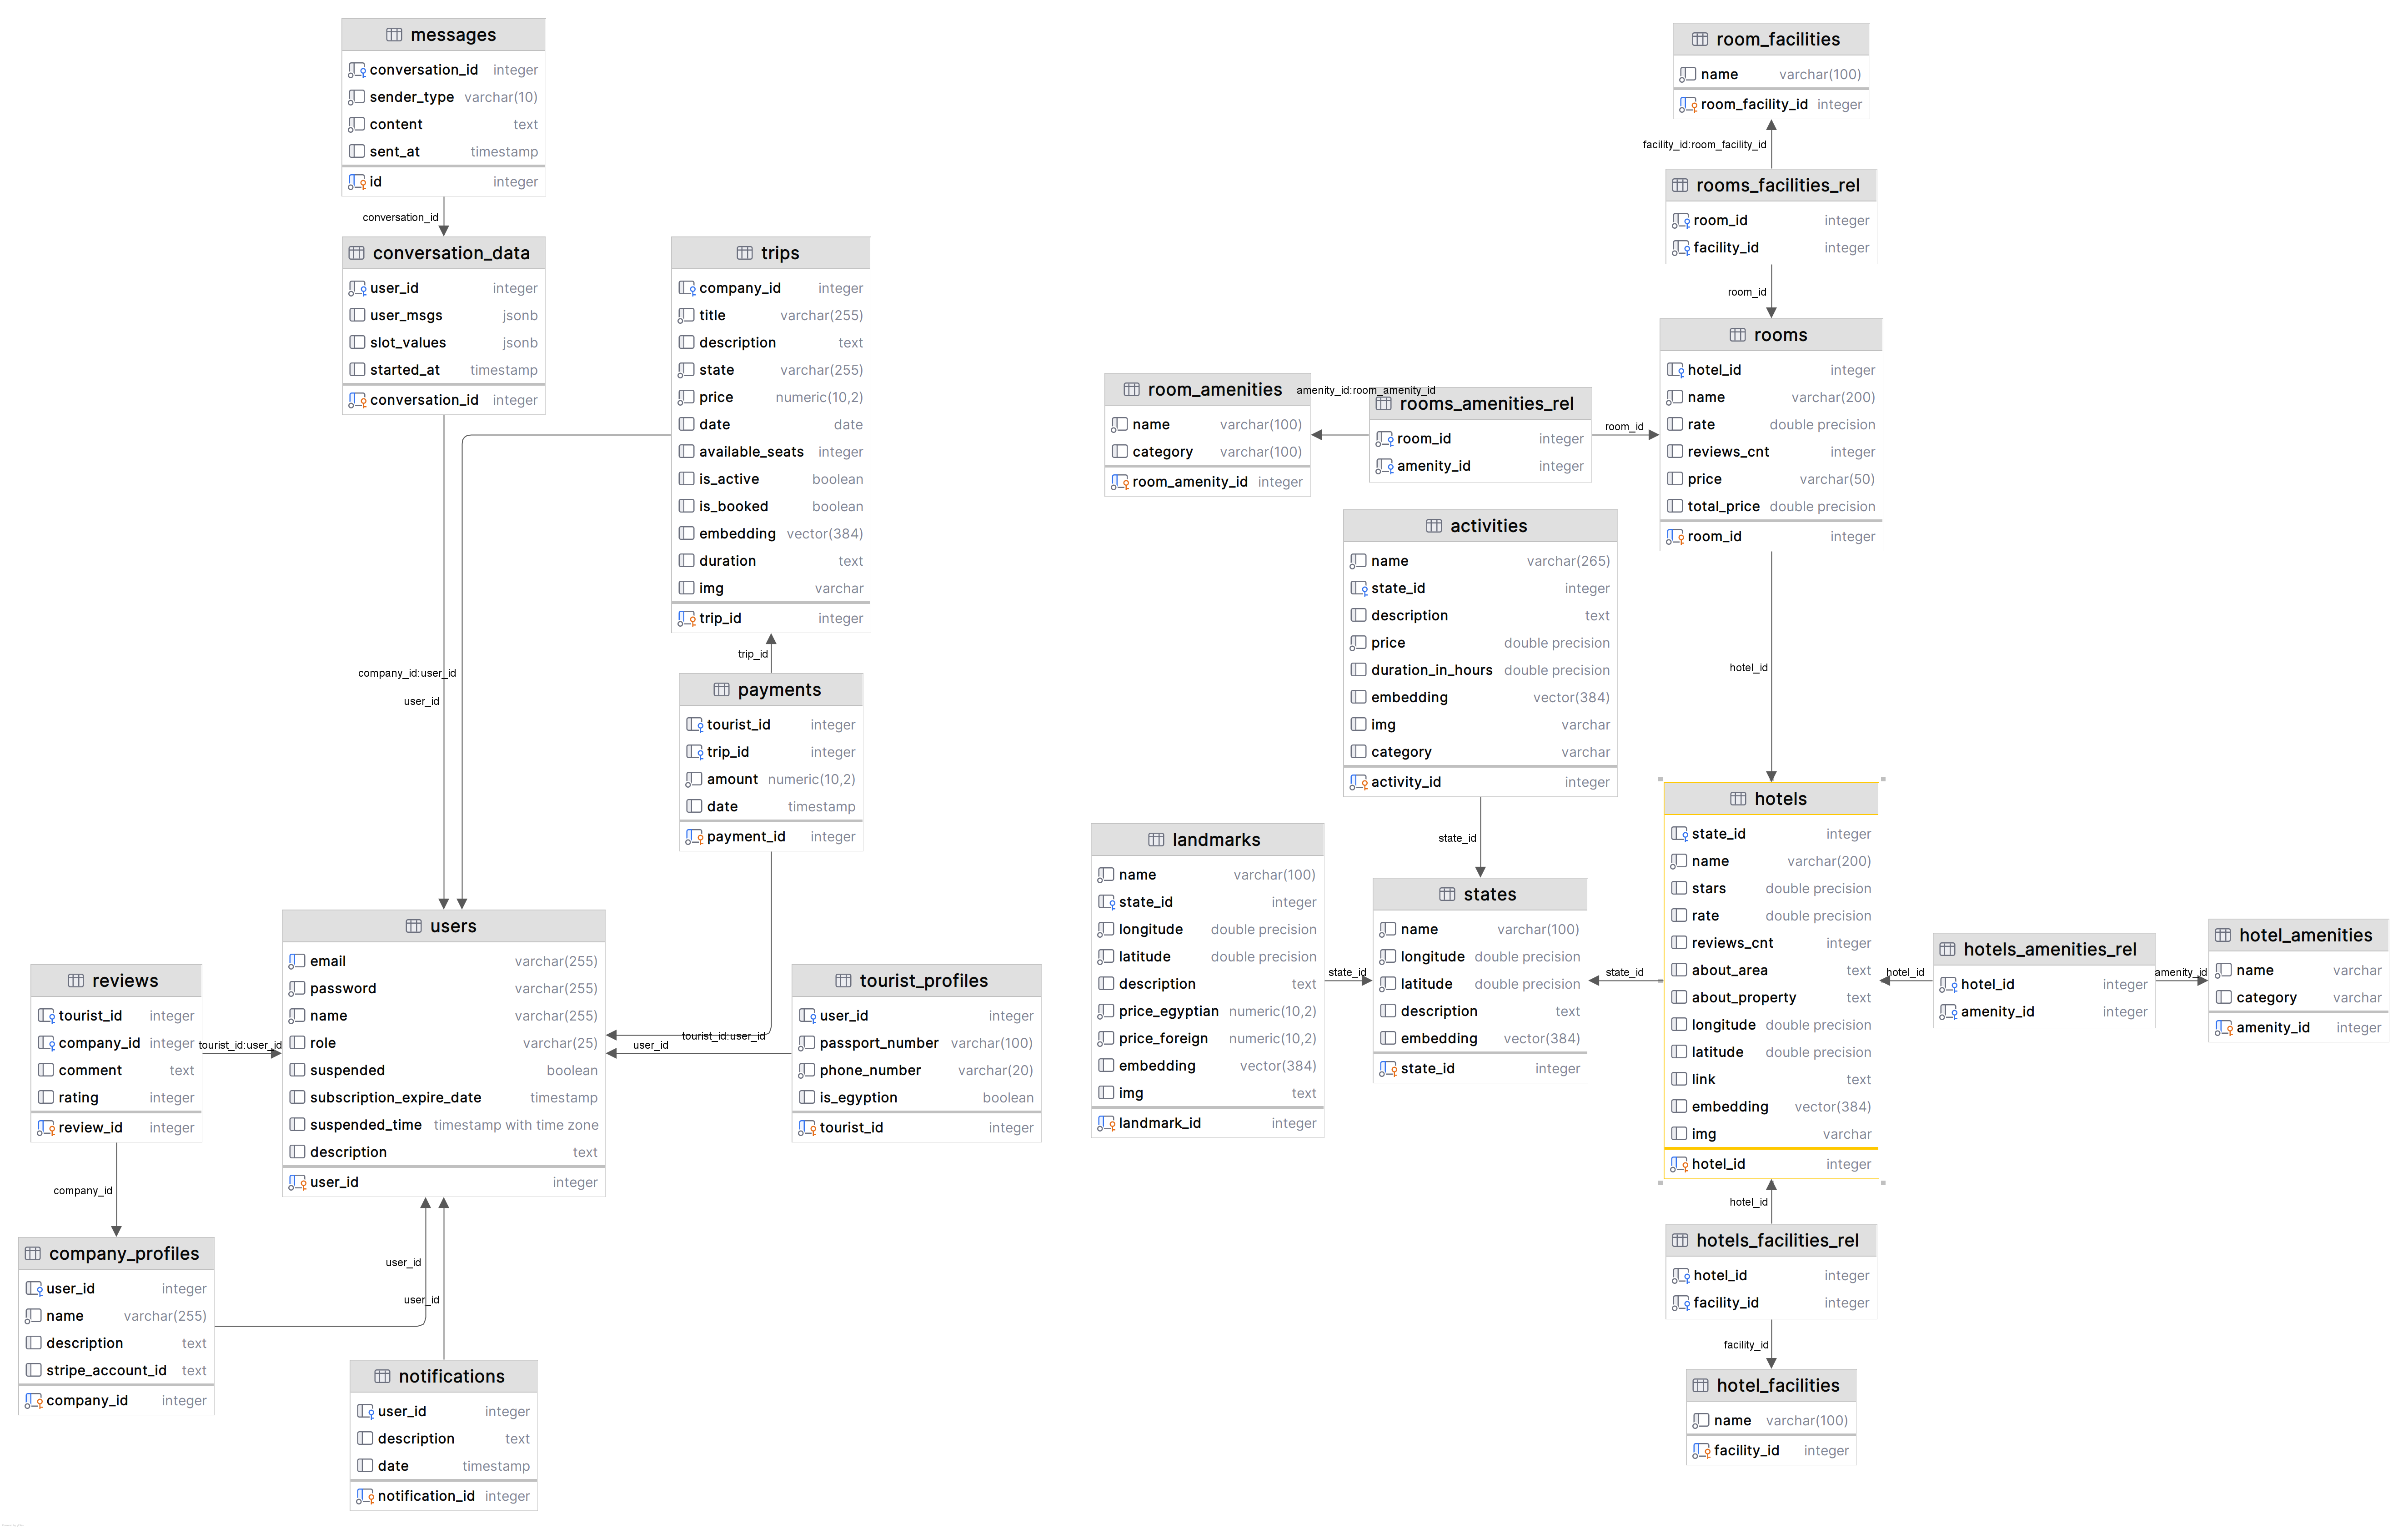 messages
conversation_id integer
sender_type varchar(10)
content text
sent_at timestamp
id integer
conversation_id
conversation_data
user_id integer
user_msgs jsonb
slot_values jsonb
started_at timestamp
conversation_id integer
company_id:user_id
user_id
trips
company_id integer
title varchar(255)
description text
state varchar(255)
price numeric(10,2)
date date
available_seats integer
is_active boolean
is_booked boolean
embedding vector(384)
duration text
img varchar
trip_id integer
trip_id
payments
tourist_id integer
trip_id integer
amount numeric(10,2)
date timestamp
payment_id integer
users
email varchar(255)
password varchar(255)
name varchar(255)
role varchar(25)
suspended boolean
subscription_expire_date timestamp
suspended_time timestamp with time zone
description text
user_id integer
reviews
tourist_id integer
company_id integer
comment text
rating integer
review_id integer
tourist_id:user_id
company_id
tourist_id:user_id
user_id
tourist_profiles
user_id integer
passport_number varchar(100)
phone_number varchar(20)
is_egyption boolean
tourist_id integer
company_profiles
user_id integer
name varchar(255)
description text
stripe_account_id text
company_id integer
user_id
user_id
notifications
user_id integer
description text
date timestamp
notification_id integer
room_facilities
name varchar(100)
room_facility_id integer
facility_id:room_facility_id
rooms_facilities_rel
room_id integer
facility_id integer
room_id
rooms
hotel_id integer
name varchar(200)
rate double precision
reviews_cnt integer
price varchar(50)
total_price double precision
room_id integer
room_amenities
name varchar(100)
category varchar(100)
room_amenity_id integer
amenity_id:room_amenity_id
rooms_amenities_rel
room_id integer
amenity_id integer
room_id
activities
name varchar(265)
state_id integer
description text
price double precision
duration_in_hours double precision
embedding vector(384)
img varchar
category varchar
activity_id integer
state_id
hotel_id
landmarks
name varchar(100)
state_id integer
longitude double precision
latitude double precision
description text
price_egyptian numeric(10,2)
price_foreign numeric(10,2)
embedding vector(384)
img text
landmark_id integer
state_id
states
name varchar(100)
longitude double precision
latitude double precision
description text
embedding vector(384)
state_id integer
state_id
hotels
state_id integer
name varchar(200)
stars double precision
rate double precision
reviews_cnt integer
about_area text
about_property text
longitude double precision
latitude double precision
link text
embedding vector(384)
img varchar
hotel_id integer
hotel_id
hotels_amenities_rel
hotel_id integer
amenity_id integer
amenity_id
hotel_amenities
name varchar
category varchar
amenity_id integer
hotel_id
hotels_facilities_rel
hotel_id integer
facility_id integer
facility_id
hotel_facilities
name varchar(100)
facility_id integer